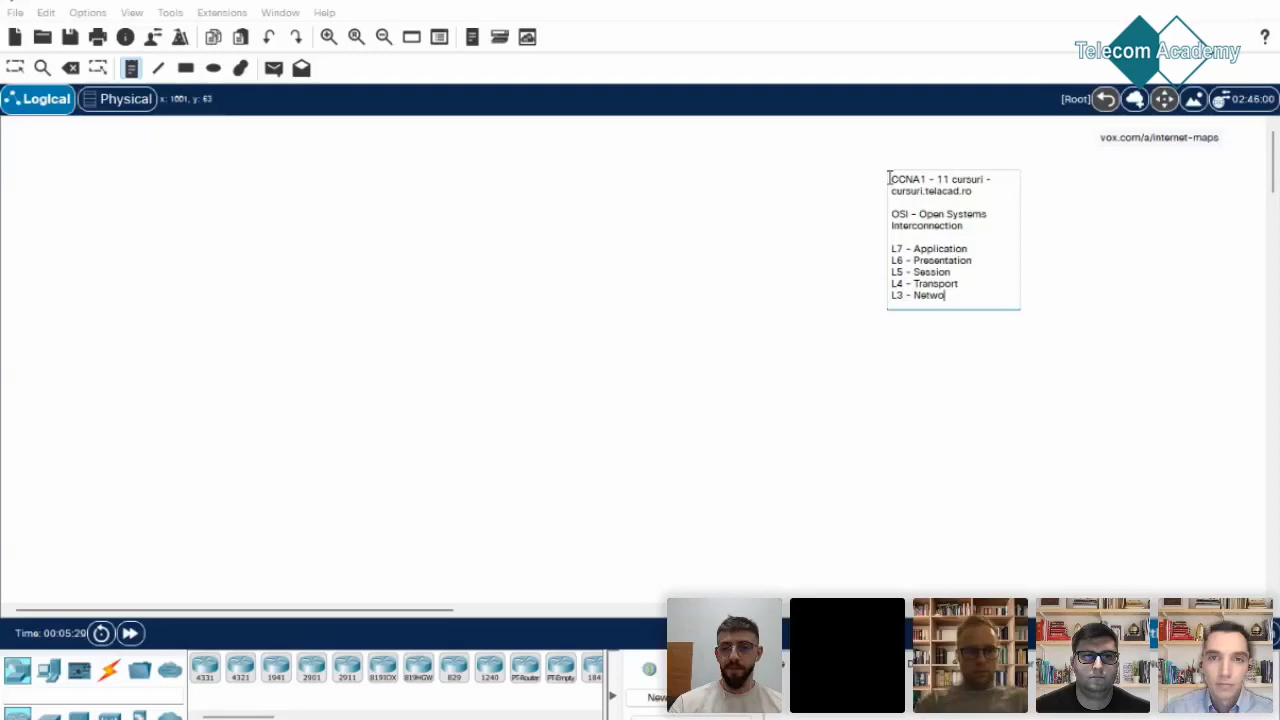 File Edit Options View Tools Extensions Window Help
Telecom Academy
?
Logical Physical x: 1001, y: 63 [Root] 02:46:00
vox.com/a/internet-maps
CCNA1 - 11 cursuri -
cursuri.telacad.ro
OSI - Open Systems
Interconnection
L7 - Application
L6 - Presentation
L5 - Session
L4 - Transport
L3 - Netwo
Time: 00:05:29
4331 4321 1941 2901 2911 819IOX 819HGW 829 1240 PT-Router PT-Empty 184
New